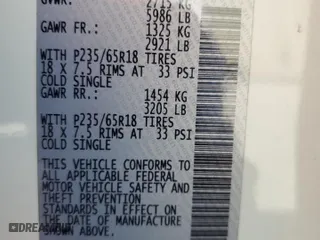 GVWR: 2715 KG
5986 LB
GAWR FR.: 1325 KG
2921 LB
WITH P235/65R18 TIRES
18 X 7.5 RIMS AT 33 PSI
COLD SINGLE
GAWR RR.: 1454 KG
3205 LB
WITH P235/65R18 TIRES
18 X 7.5 RIMS AT 33 PSI
COLD SINGLE
THIS VEHICLE CONFORMS TO
ALL APPLICABLE FEDERAL
MOTOR VEHICLE SAFETY AND
THEFT PREVENTION
STANDARDS IN EFFECT ON
THE DATE OF MANUFACTURE
SHOWN ABOVE.
DREAMBID